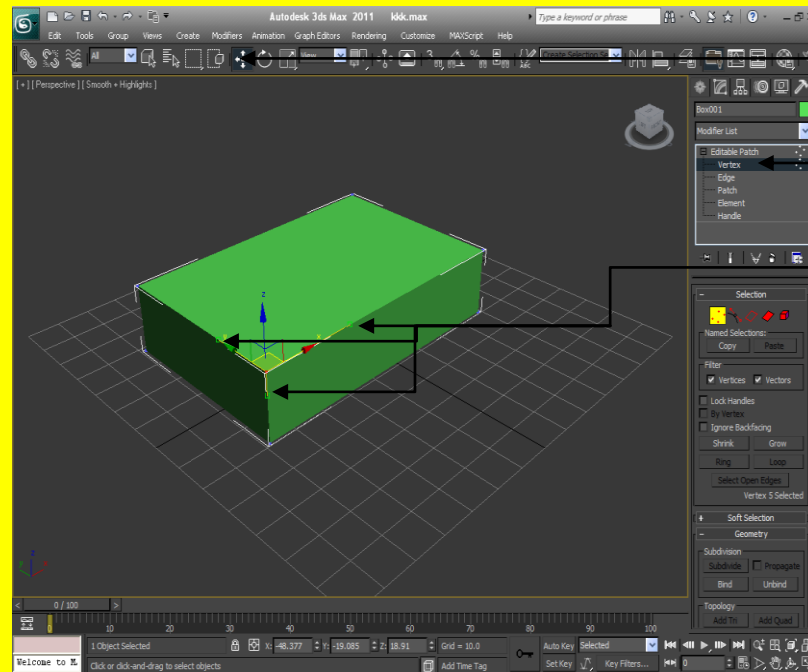 Autodesk 3ds Max 2011 kkk.max
Type a keyword or phrase
Edit Tools Group Views Create Modifiers Animation Graph Editors Rendering Customize MAXScript Help
All View Create Selection Se
[ + ] [ Perspective ] [ Smooth + Highlights ]
Box001
Modifier List
Editable Patch
Vertex
Edge
Patch
Element
Handle
z
x
Selection
Named Selections:
Copy Paste
Filter
Vertices Vectors
Lock Handles
By Vertex
Ignore Backfacing
Shrink Grow
Ring Loop
Select Open Edges
Vertex 5 Selected
Soft Selection
Geometry
Subdivision
Subdivide Propagate
Bind Unbind
Topology
Add Tri Add Quad
z
0 / 100
0 10 20 30 40 50 60 70 80 90 100
1 Object Selected X: -48.377 Y: -19.085 Z: 18.91 Grid = 10.0 Auto Key Selected
Welcome to M Click or click-and-drag to select objects Add Time Tag Set Key Key Filters... 0